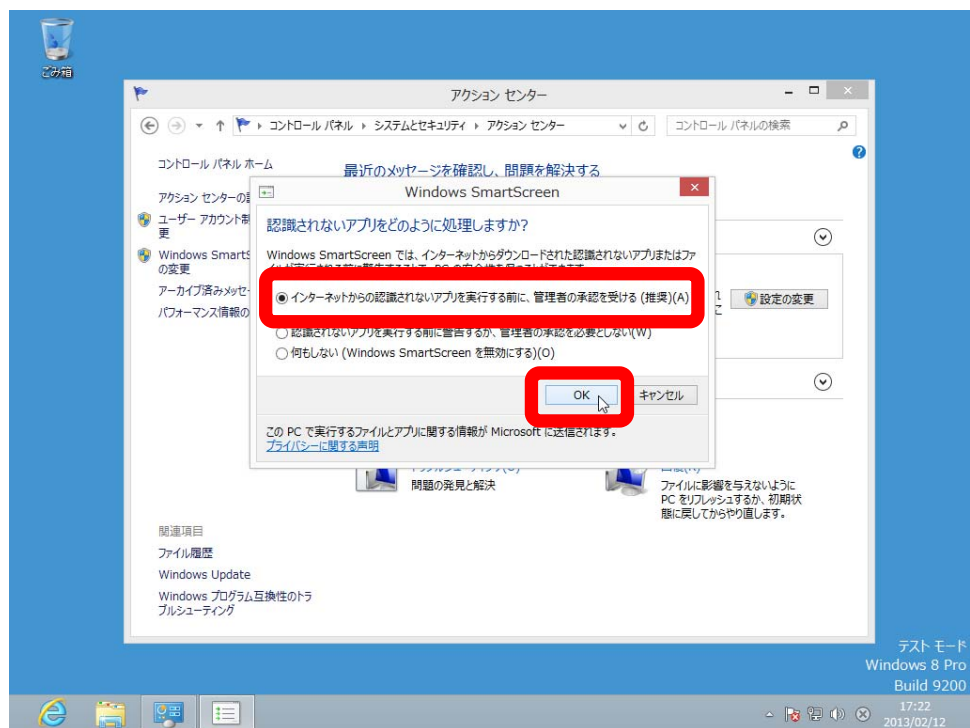 ごみ箱
アクション センター
コントロール パネル
システムとセキュリティ
アクション センター
コントロール パネルの検索
コントロール パネル ホーム
最近のメッセージを確認し、問題を解決する
アクション センターの
ユーザー アカウント制
更
Windows SmartS
の変更
アーカイブ済みメッセ
パフォーマンス情報の
Windows SmartScreen
認識されないアプリをどのように処理しますか?
Windows SmartScreen では、インターネットからダウンロードされた認識されないアプリまたはファ
インターネットからの認識されないアプリを実行する前に、管理者の承認を受ける (推奨)(A)
認識されないアプリを実行する前に警告するが、管理者の承認を必要としない(W)
何もしない (Windows SmartScreen を無効にする)(O)
OK
キャンセル
この PC で実行するファイルとアプリに関する情報が Microsoft に送信されます。
プライバシーに関する声明
設定の変更
問題の発見と解決
ファイルに影響を与えないように
PC をリフレッシュするか、初期状
態に戻してからやり直します。
関連項目
ファイル履歴
Windows Update
Windows プログラム互換性のトラ
ブルシューティング
テスト モード
Windows 8 Pro
Build 9200
17:22
2013/02/12